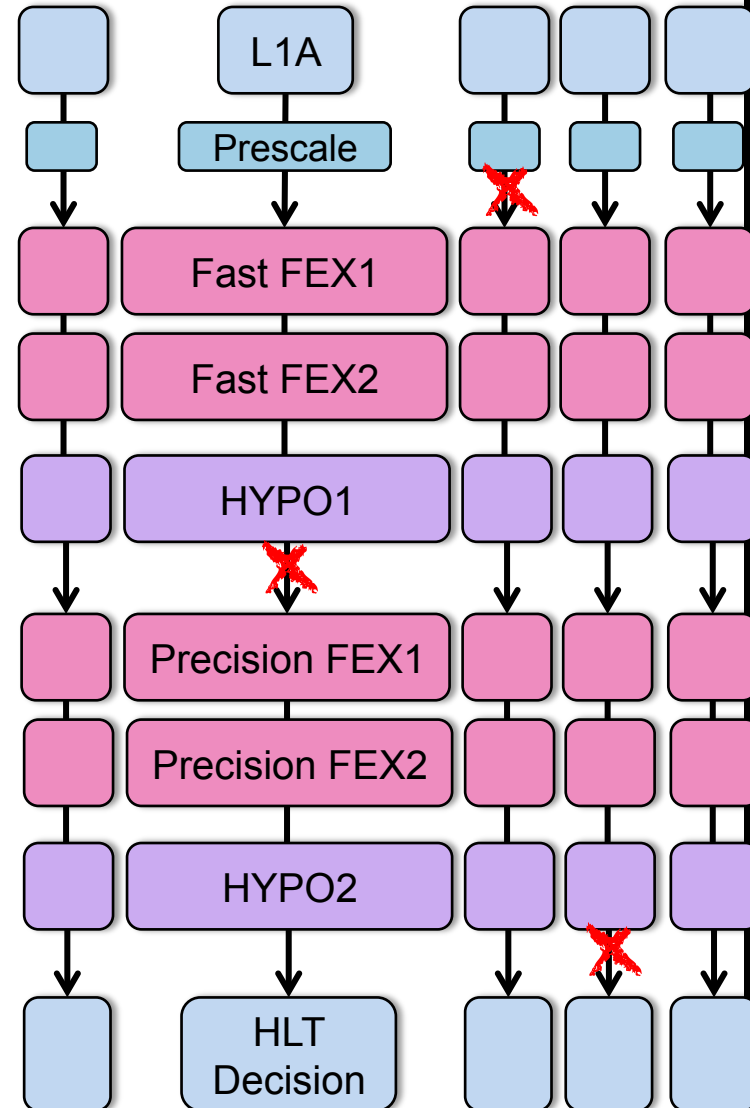 L1A
Prescale
Fast FEX1
Fast FEX2
HYPO1
Precision FEX1
Precision FEX2
HYPO2
HLT
Decision